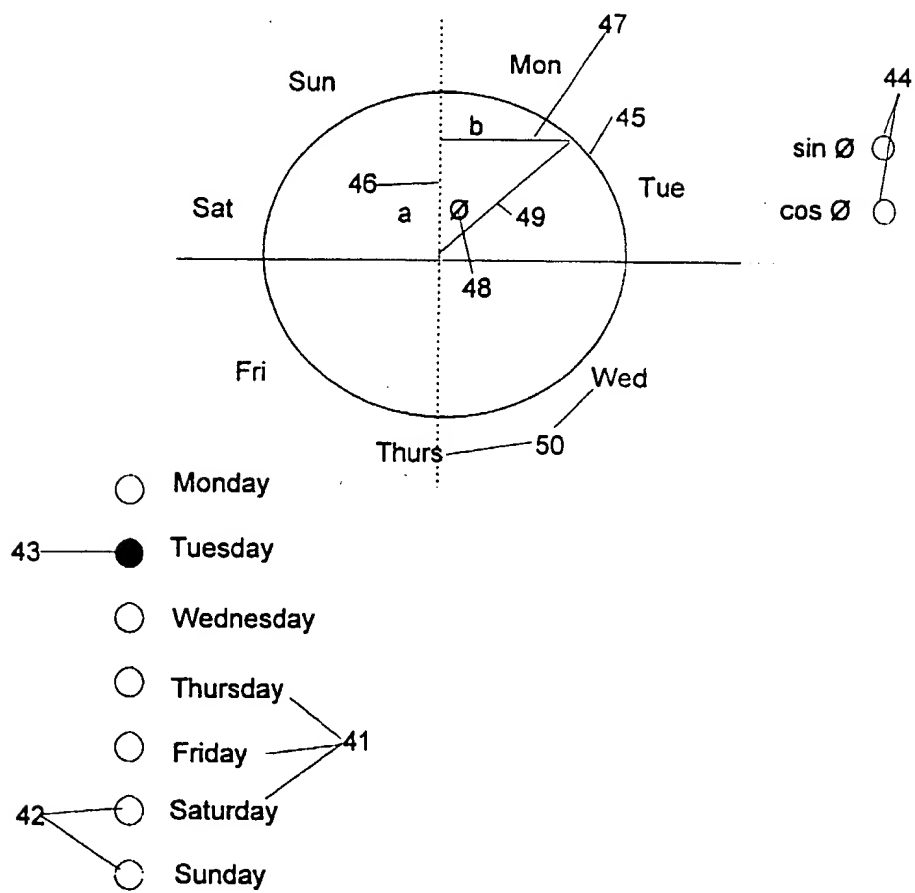 47
Mon
Sun
44
b
45
sin Ø
46
Tue
Sat
a
Ø
49
cos Ø
48
Fri
Wed
Thurs
50
Monday
43
Tuesday
Wednesday
Thursday
41
Friday
42
Saturday
Sunday